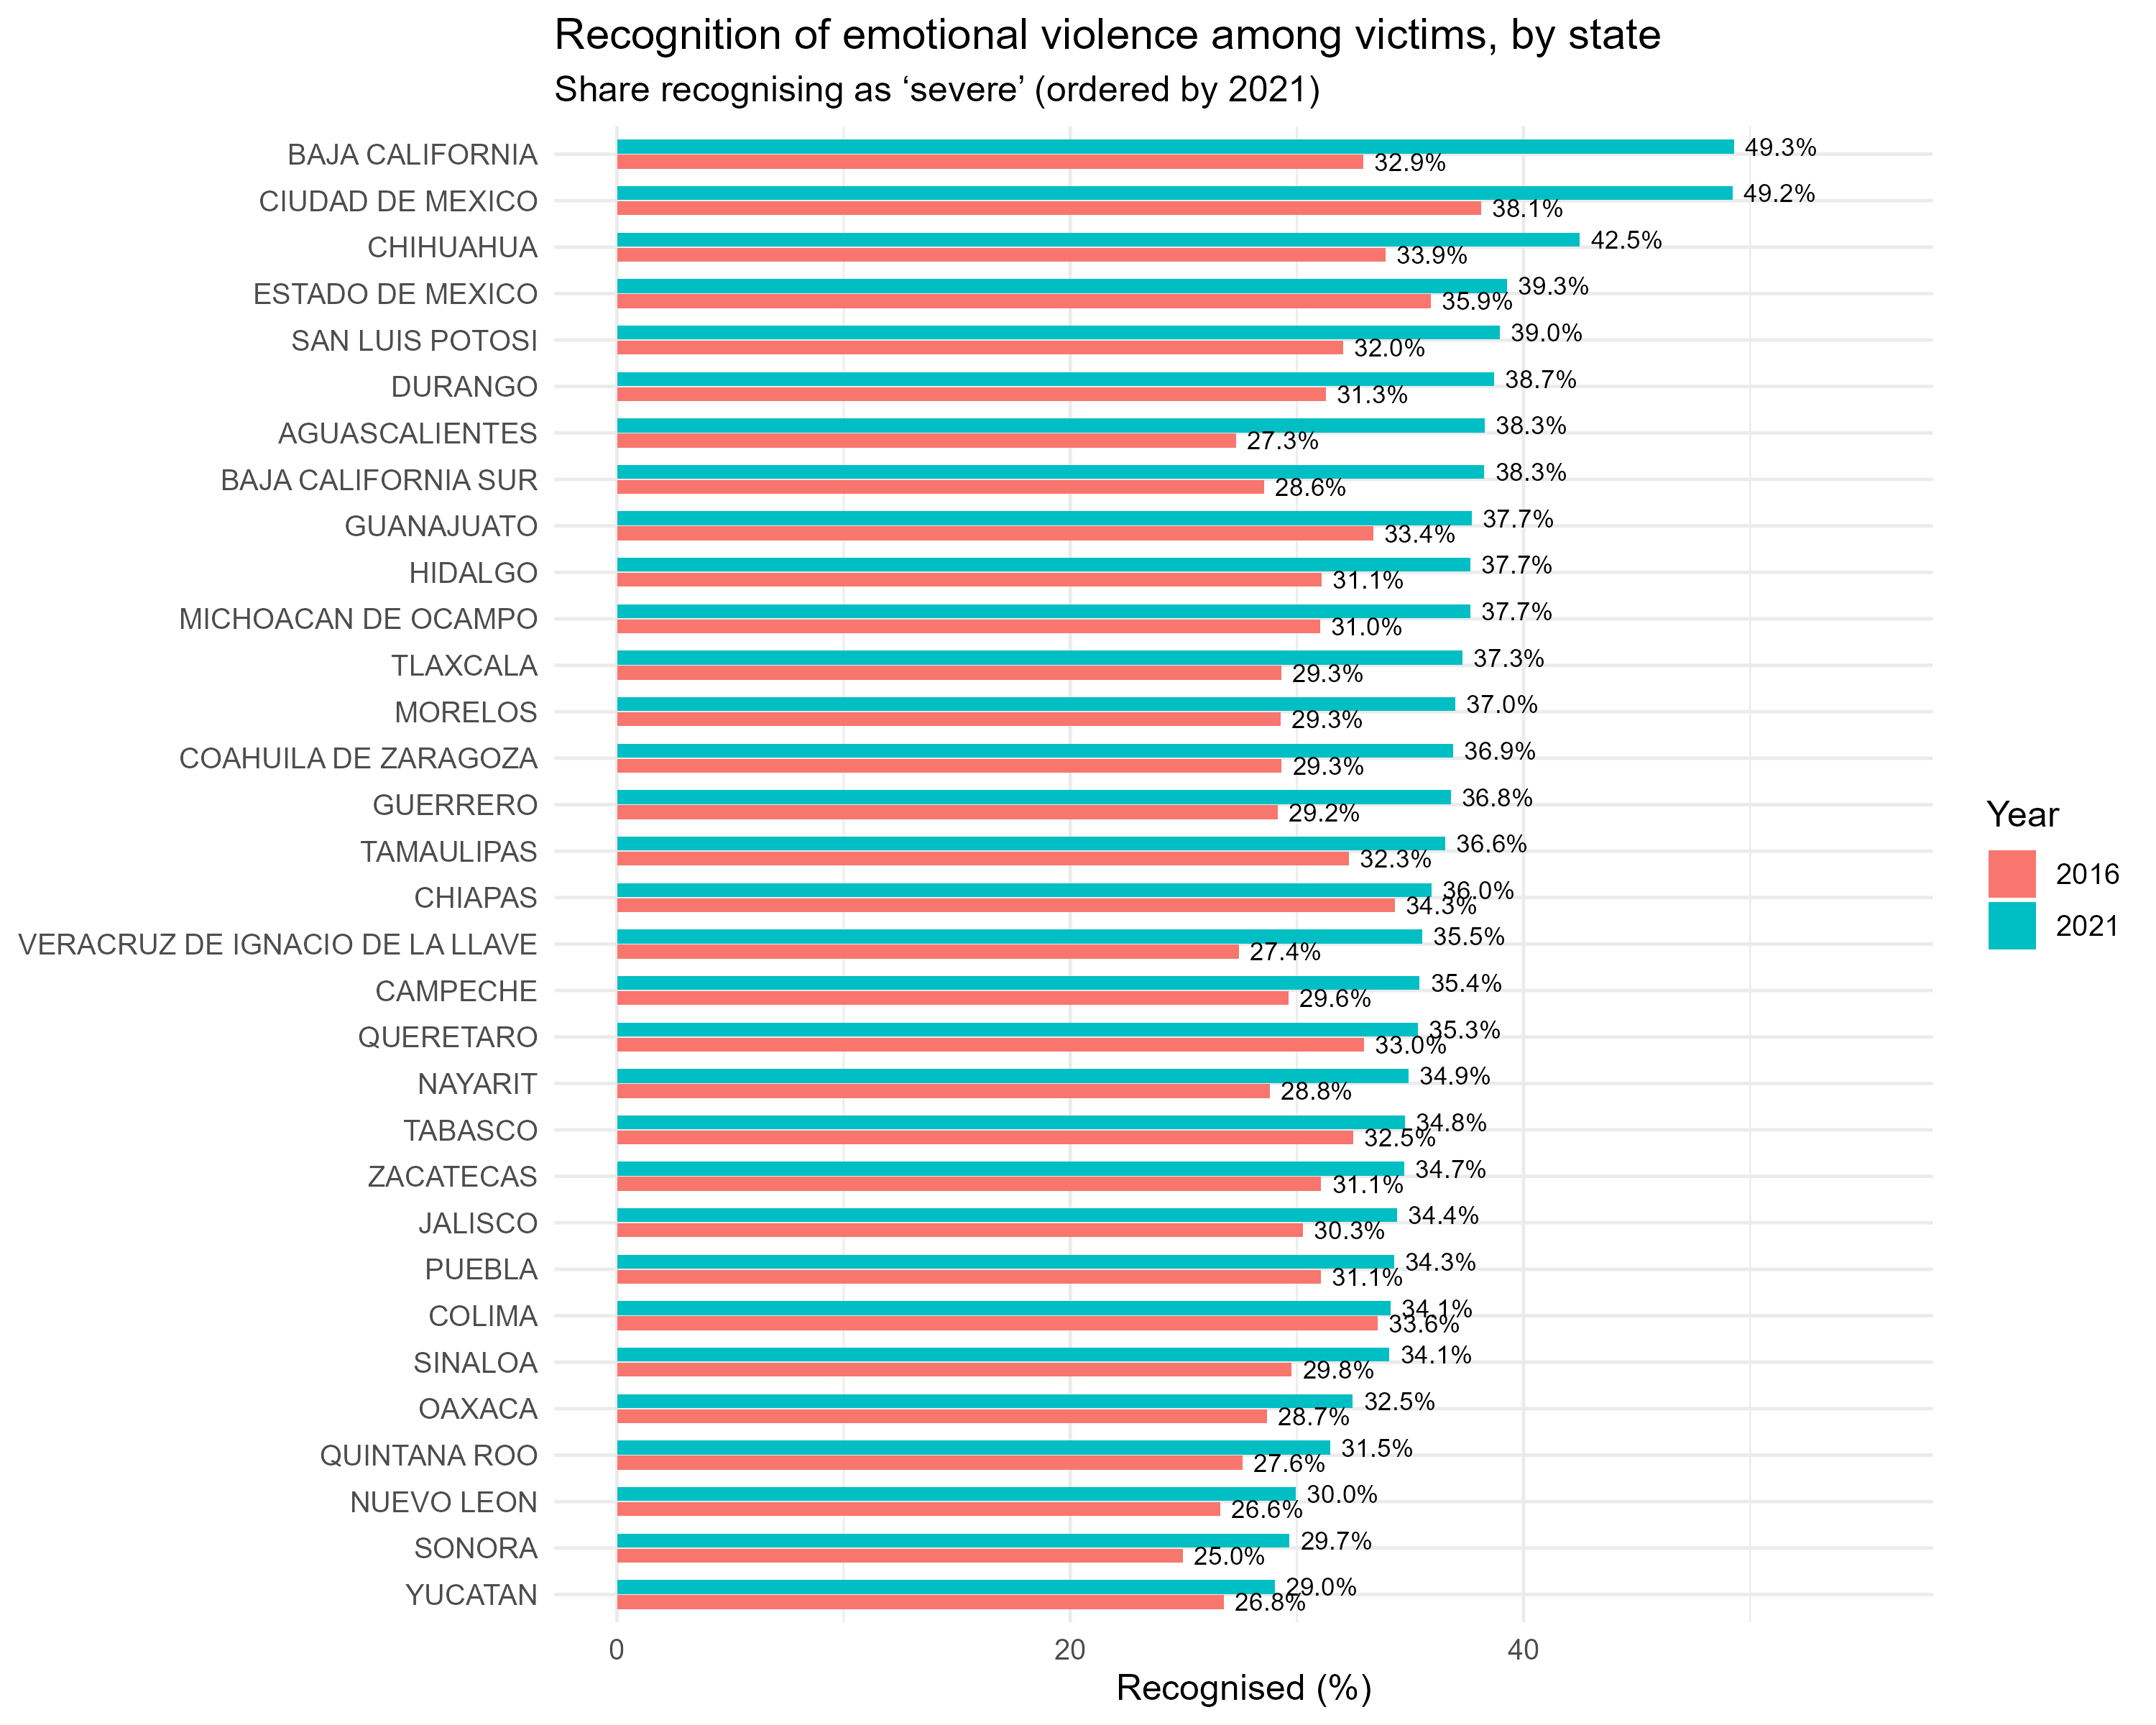 Recognition of emotional violence among victims, by state
Share recognising as ‘severe’ (ordered by 2021)
BAJA CALIFORNIA 49.3% 32.9%
CIUDAD DE MEXICO 49.2% 38.1%
CHIHUAHUA 42.5% 33.9%
ESTADO DE MEXICO 39.3% 35.9%
SAN LUIS POTOSI 39.0% 32.0%
DURANGO 38.7% 31.3%
AGUASCALIENTES 38.3% 27.3%
BAJA CALIFORNIA SUR 38.3% 28.6%
GUANAJUATO 37.7% 33.4%
HIDALGO 37.7% 31.1%
MICHOACAN DE OCAMPO 37.7% 31.0%
TLAXCALA 37.3% 29.3%
MORELOS 37.0% 29.3%
COAHUILA DE ZARAGOZA 36.9% 29.3%
GUERRERO 36.8% 29.2%
TAMAULIPAS 36.6% 32.3%
CHIAPAS 36.0% 34.3%
VERACRUZ DE IGNACIO DE LA LLAVE 35.5% 27.4%
CAMPECHE 35.4% 29.6%
QUERETARO 35.3% 33.0%
NAYARIT 34.9% 28.8%
TABASCO 34.8% 32.5%
ZACATECAS 34.7% 31.1%
JALISCO 34.4% 30.3%
PUEBLA 34.3% 31.1%
COLIMA 34.1% 33.6%
SINALOA 34.1% 29.8%
OAXACA 32.5% 28.7%
QUINTANA ROO 31.5% 27.6%
NUEVO LEON 30.0% 26.6%
SONORA 29.7% 25.0%
YUCATAN 29.0% 26.8%
0 20 40
Recognised (%)
Year
2016
2021